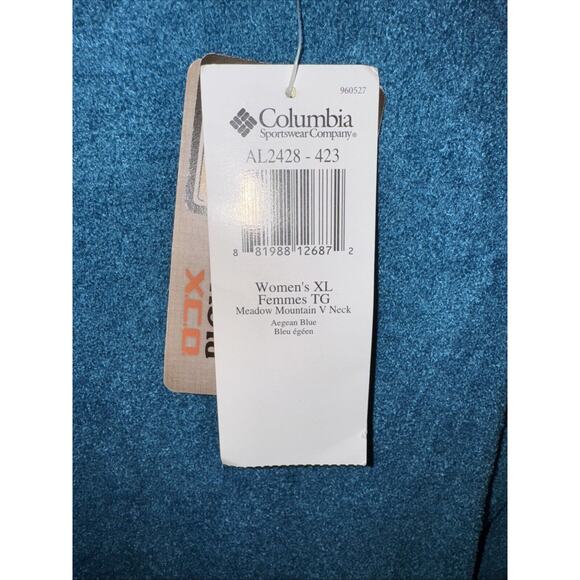 960527
Columbia
Sportswear Company®
AL2428 - 423
8 81988 12687 2
Women's XL
Femmes TG
Meadow Mountain V Neck
Aegean Blue
Bleu égéen
XCO